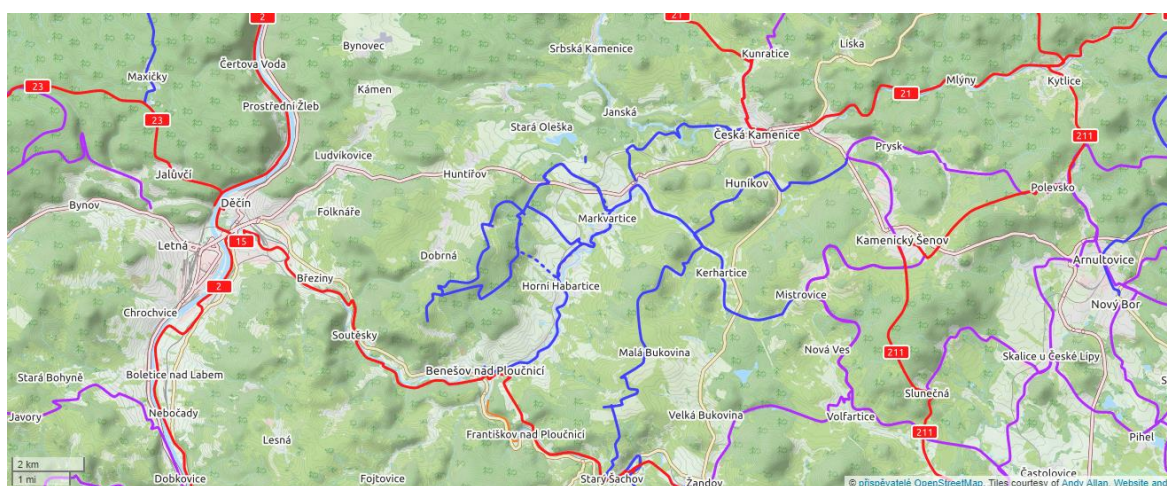 2
21
Liska
Bynovec
Srbská Kamenice
Kunratice
Čertova Voda
Maxičky
23
Kámen
Mlýny
Kytlice
21
Prostřední Žleb
Janská
23
Stará Oleška
Česká Kamenice
211
Ludvíkovice
Prysk
Jalůvčí
Huntířov
Huníkov
Polevsko
Bynov
Děčín
Folknáře
Markvartice
Letná
15
Kamenický Šenov
Dobrná
Arnultovice
Březiny
Kerhartice
2
Horní Habartice
Mistrovice
Nový Bor
Chrochvice
Soutěsky
Malá Bukovina
Nová Ves
211
Skalice u České Lípy
Stará Bohyně
Boletice nad Labem
Benešov nad Ploučnicí
Slunečná
Javory
Nebočady
Velká Bukovina
Volfartice
Lesná
Františkov nad Ploučnicí
211
Pihel
2 km
1 mi
Dobkovice
Fojtovice
Starý Šachov
Žandov
Častolovice
© přispěvatelé OpenStreetMap. Tiles courtesy of Andy Allan. Website and